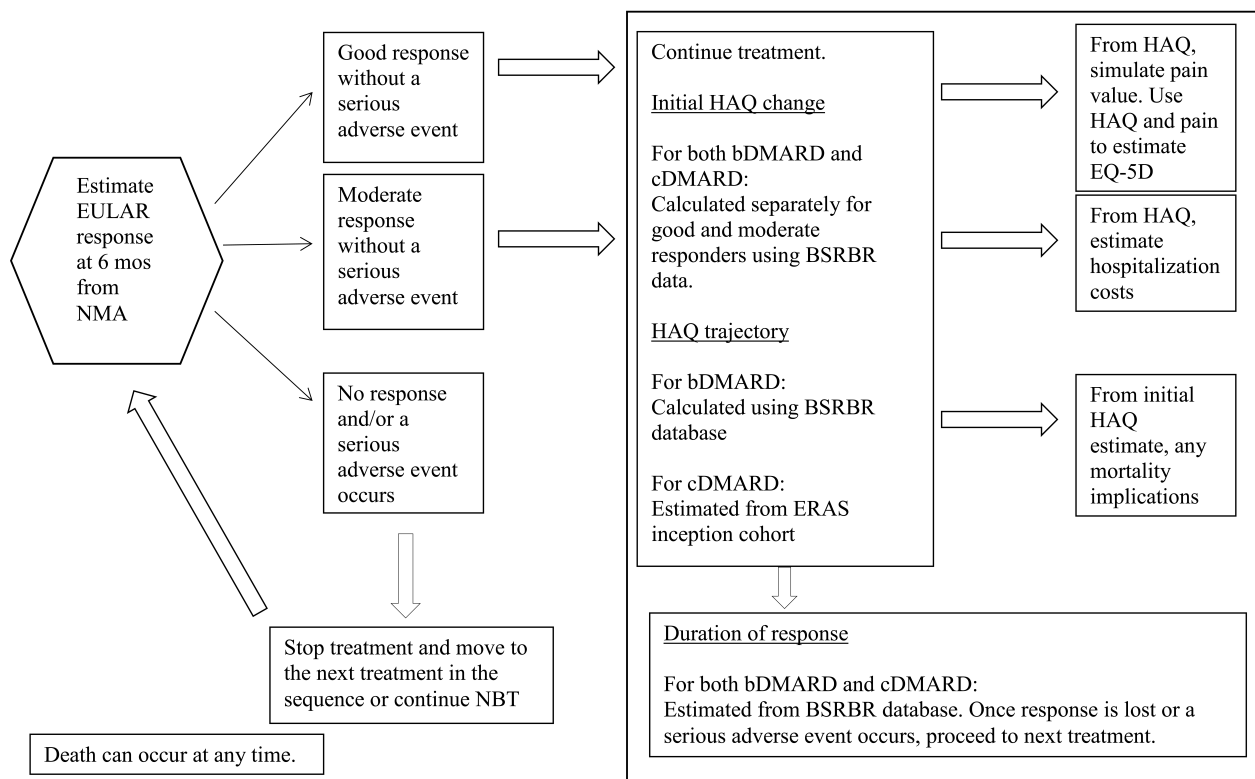 Estimate
EULAR
response
at 6 mos
from
NMA
Good response
without a
serious
adverse event
Moderate
response
without a
serious
adverse event
No response
and/or a
serious
adverse event
occurs
Stop treatment and move to
the next treatment in the
sequence or continue NBT
Death can occur at any time.
Continue treatment.
Initial HAQ change
For both bDMARD and
cDMARD:
Calculated separately for
good and moderate
responders using BSRBR
data.
HAQ trajectory
For bDMARD:
Calculated using BSRBR
database
For cDMARD:
Estimated from ERAS
inception cohort
From HAQ,
simulate pain
value. Use
HAQ and pain
to estimate
EQ-5D
From HAQ,
estimate
hospitalization
costs
From initial
HAQ
estimate, any
mortality
implications
Duration of response
For both bDMARD and cDMARD:
Estimated from BSRBR database. Once response is lost or a
serious adverse event occurs, proceed to next treatment.